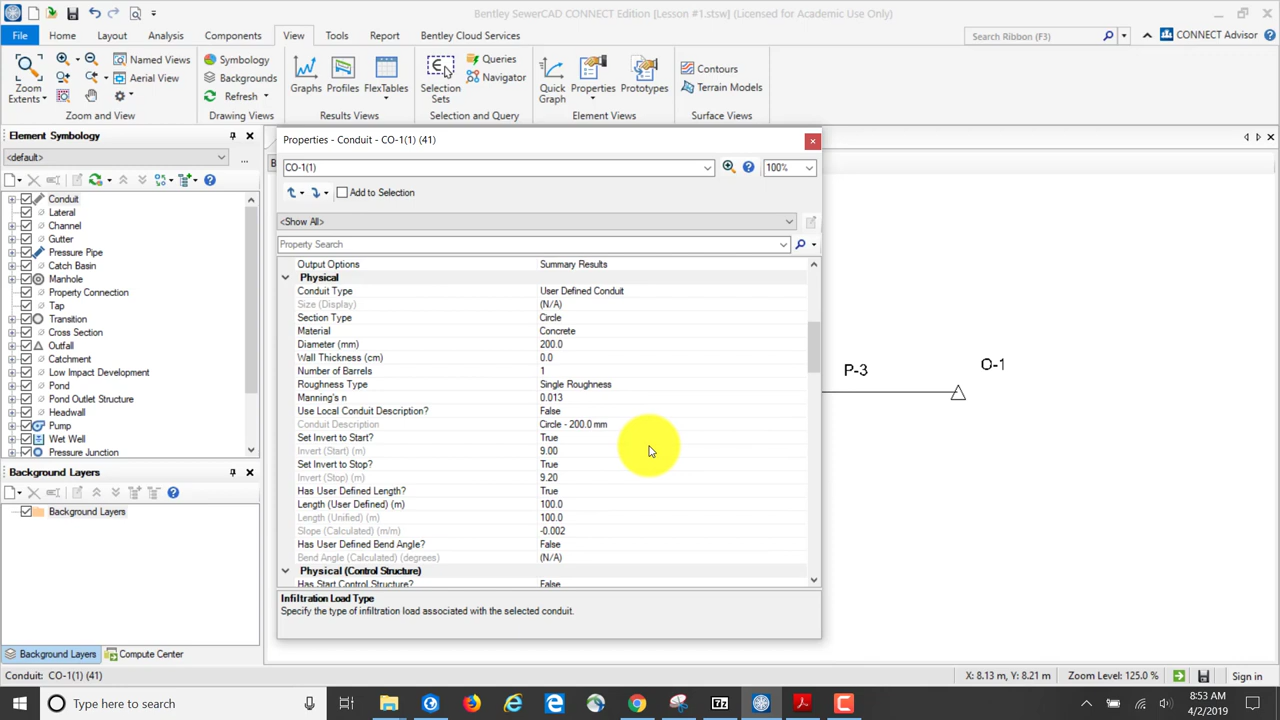 Bentley SewerCAD CONNECT Edition [Lesson #1.stsw] (Licensed for Academic Use Only)
File Home Layout Analysis Components View Tools Report Bentley Cloud Services
Search Ribbon (F3)
CONNECT Advisor
Zoom Extents
Named Views
Aerial View
Zoom and View
Symbology
Backgrounds
Refresh
Drawing Views
Graphs
Profiles
FlexTables
Results Views
Selection Sets
Queries
Navigator
Selection and Query
Quick Graph
Properties
Prototypes
Element Views
Contours
Terrain Models
Surface Views
Element Symbology
<default>
Conduit
Lateral
Channel
Gutter
Pressure Pipe
Catch Basin
Manhole
Property Connection
Tap
Transition
Cross Section
Outfall
Catchment
Low Impact Development
Pond
Pond Outlet Structure
Headwall
Pump
Wet Well
Pressure Junction
Background Layers
Background Layers
Background Layers
Compute Center
Properties - Conduit - CO-1(1) (41)
CO-1(1)
100%
Add to Selection
<Show All>
Property Search
Output Options Summary Results
Physical
Conduit Type User Defined Conduit
Size (Display) (N/A)
Section Type Circle
Material Concrete
Diameter (mm) 200.0
Wall Thickness (cm) 0.0
Number of Barrels 1
Roughness Type Single Roughness
Manning's n 0.013
Use Local Conduit Description? False
Conduit Description Circle - 200.0 mm
Set Invert to Start? True
Invert (Start) (m) 9.00
Set Invert to Stop? True
Invert (Stop) (m) 9.20
Has User Defined Length? True
Length (User Defined) (m) 100.0
Length (Unified) (m) 100.0
Slope (Calculated) (m/m) -0.002
Has User Defined Bend Angle? False
Bend Angle (Calculated) (degrees) (N/A)
Physical (Control Structure)
Has Start Control Structure? False
Infiltration Load Type
Specify the type of infiltration load associated with the selected conduit.
P-3
O-1
Conduit: CO-1(1) (41)
X: 8.13 m, Y: 8.21 m
Zoom Level: 125.0 %
Sign in
Type here to search
7z
8:53 AM
4/2/2019